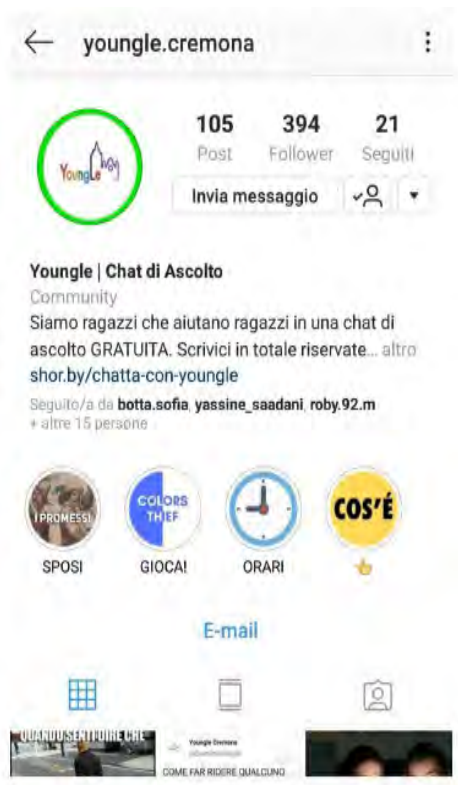 youngle.cremona
105 394 21
Post Follower Seguiti
YoungLe
Invia messaggio
Youngle | Chat di Ascolto
Community
Siamo ragazzi che aiutano ragazzi in una chat di
ascolto GRATUITA. Scrivici in totale riservate... altro
shor.by/chatta-con-youngle
Seguito/a da botta.sofia, yassine_saadani, roby.92.m
+ altre 15 persone
I PROMESSI
COLORS
THIEF
COS'É
SPOSI GIOCA! ORARI
E-mail
QUANDO SENTI DIRE CHE
Youngle Cremona
COME FAR RIDERE QUALCUNO